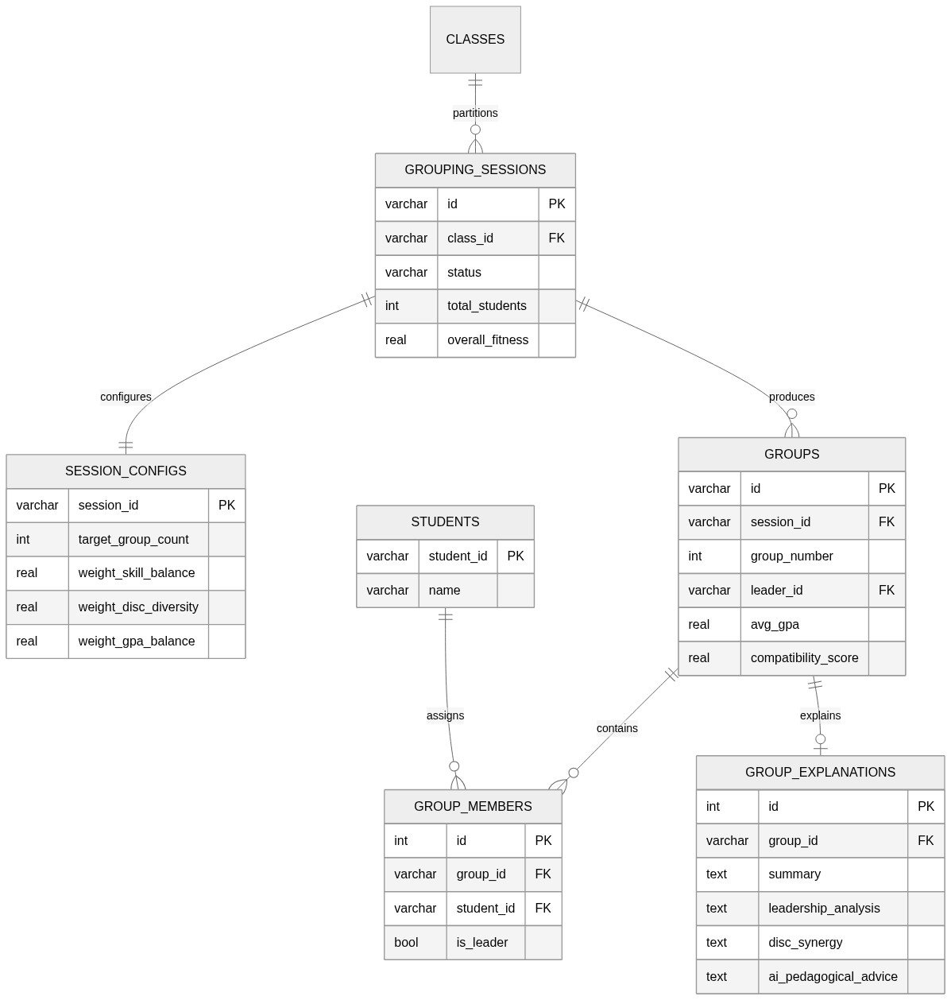 CLASSES
partitions
GROUPING_SESSIONS
varchar id PK
varchar class_id FK
varchar status
int total_students
real overall_fitness
configures
produces
SESSION_CONFIGS
varchar session_id PK
int target_group_count
real weight_skill_balance
real weight_disc_diversity
real weight_gpa_balance
STUDENTS
varchar student_id PK
varchar name
GROUPS
varchar id PK
varchar session_id FK
int group_number
varchar leader_id FK
real avg_gpa
real compatibility_score
assigns
contains
explains
GROUP_MEMBERS
int id PK
varchar group_id FK
varchar student_id FK
bool is_leader
GROUP_EXPLANATIONS
int id PK
varchar group_id FK
text summary
text leadership_analysis
text disc_synergy
text ai_pedagogical_advice